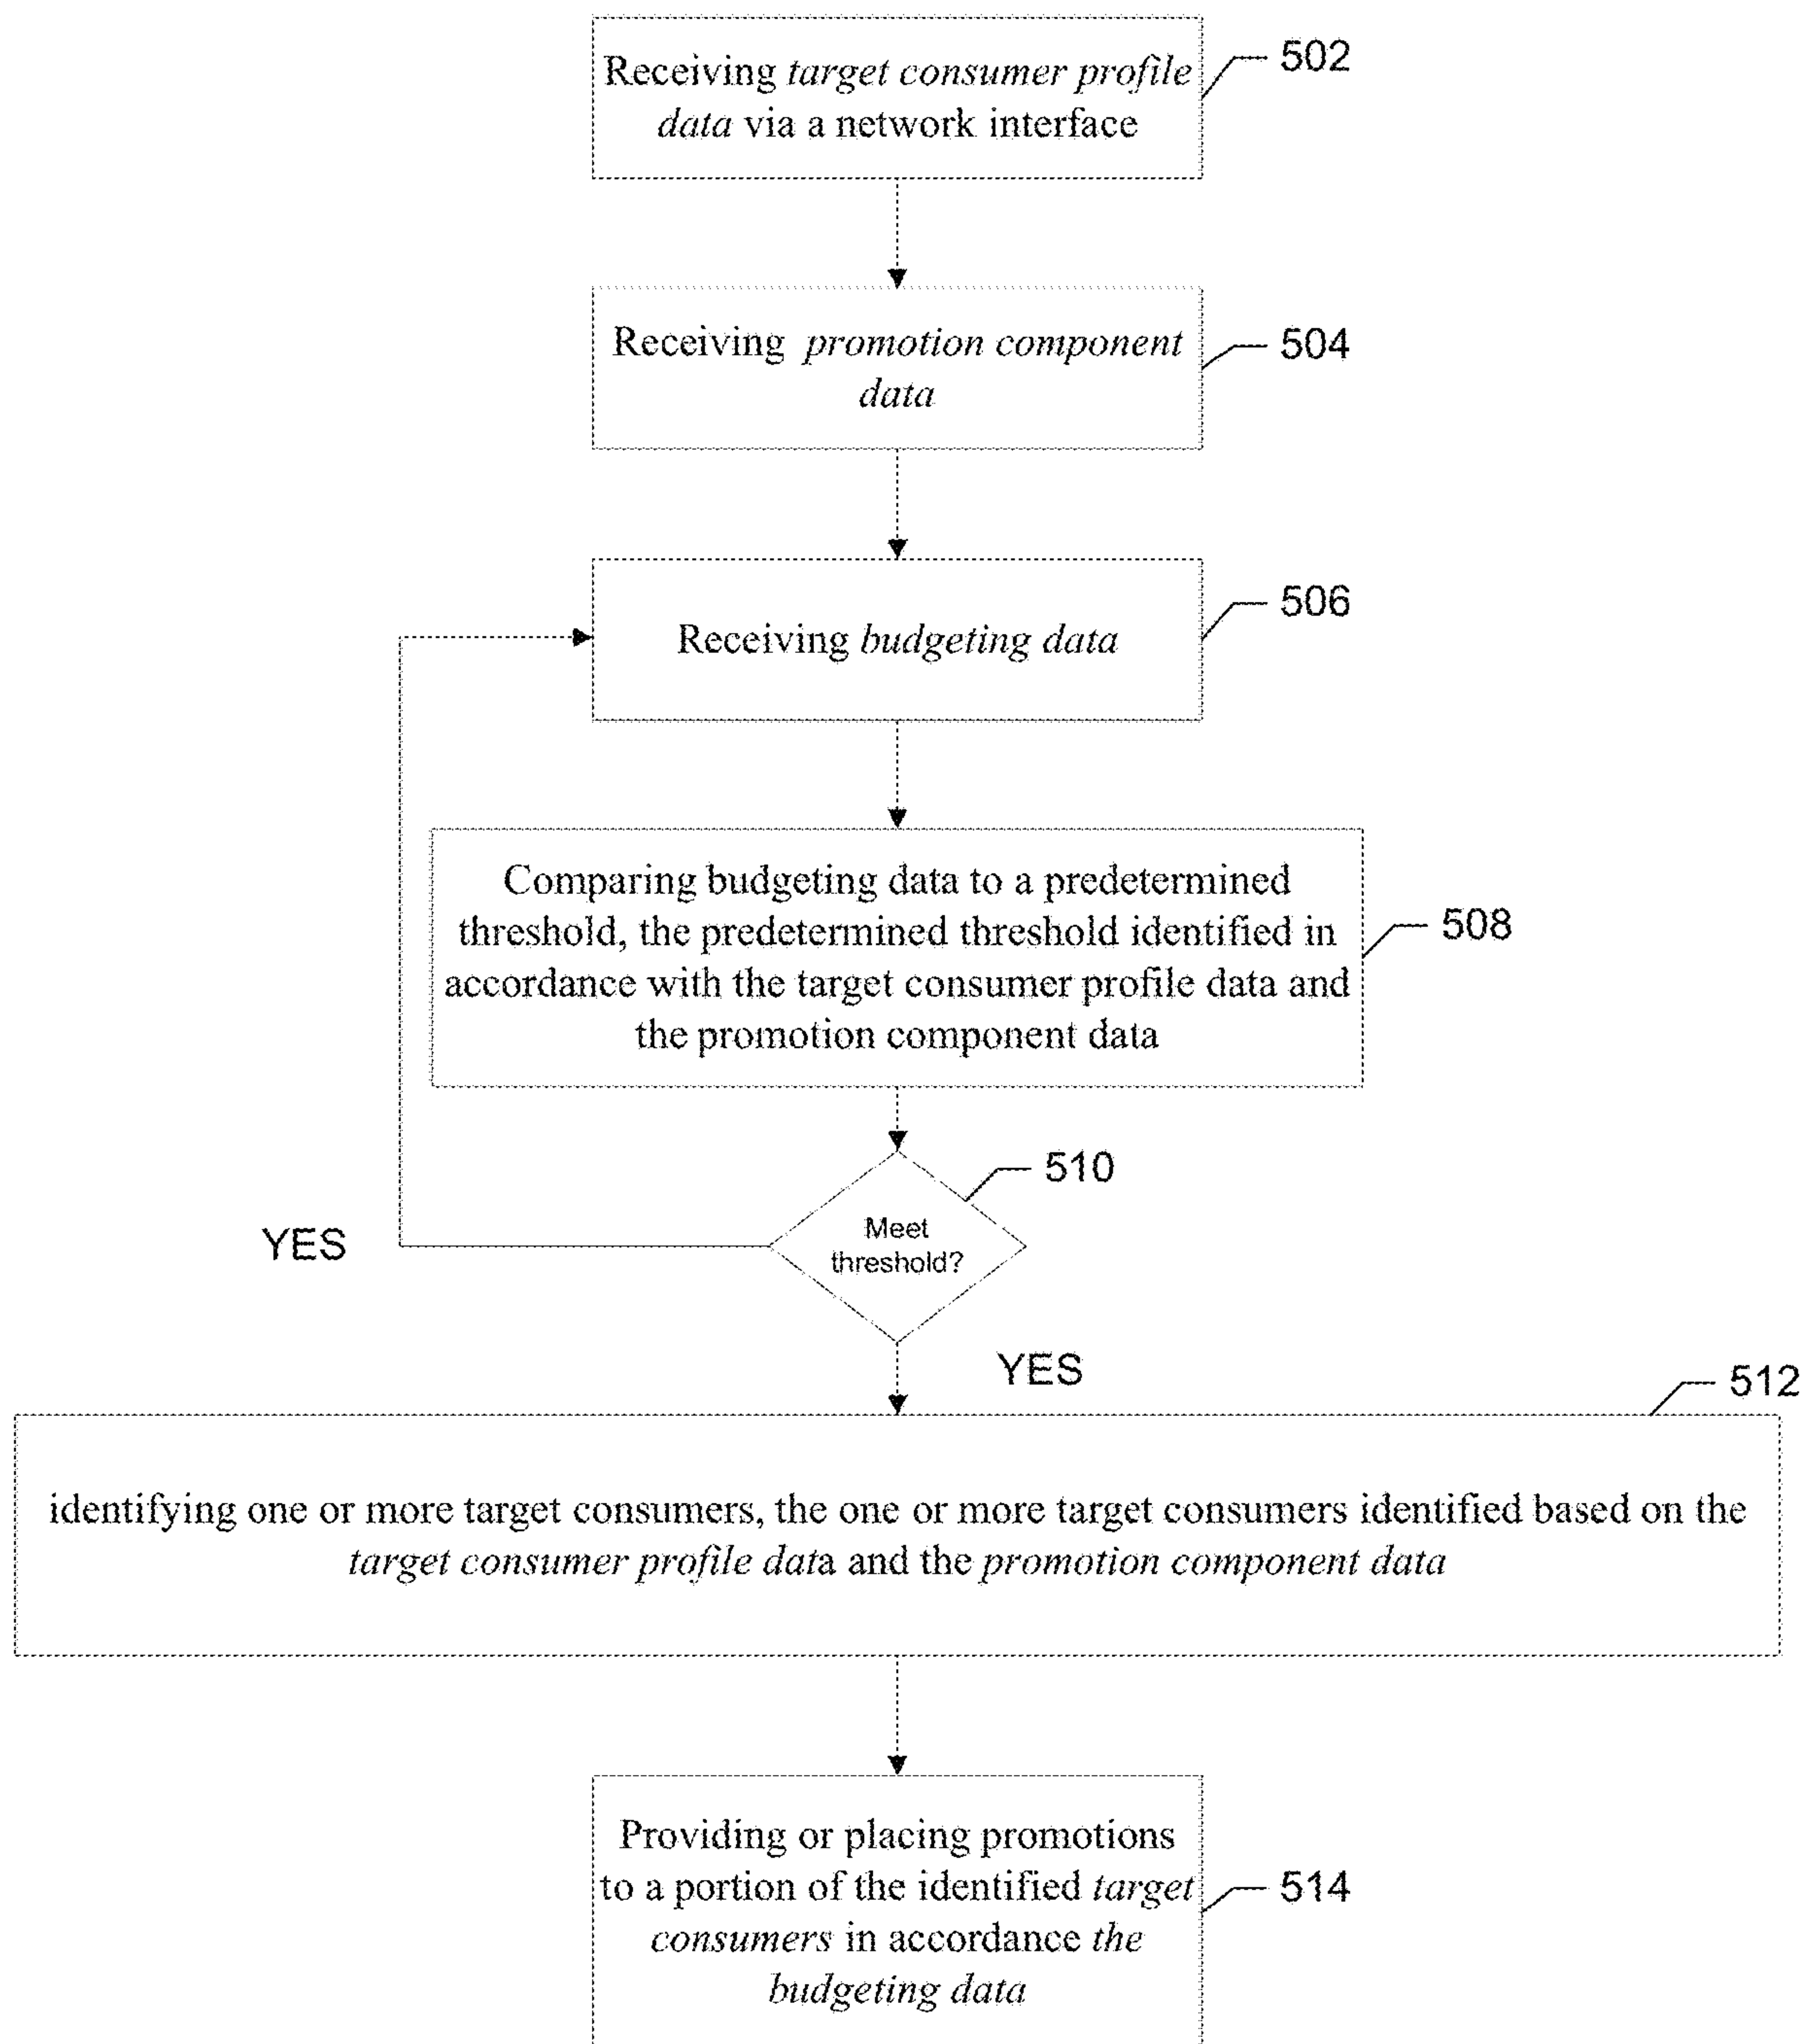 Receiving target consumer profile
data via a network interface
502
Receiving promotion component
data
504
Receiving budgeting data
506
Comparing budgeting data to a predetermined
threshold, the predetermined threshold identified in
accordance with the target consumer profile data and
the promotion component data
508
510
Meet
threshold?
YES
YES
512
identifying one or more target consumers, the one or more target consumers identified based on the
target consumer profile data and the promotion component data
Providing or placing promotions
to a portion of the identified target
consumers in accordance the
budgeting data
514